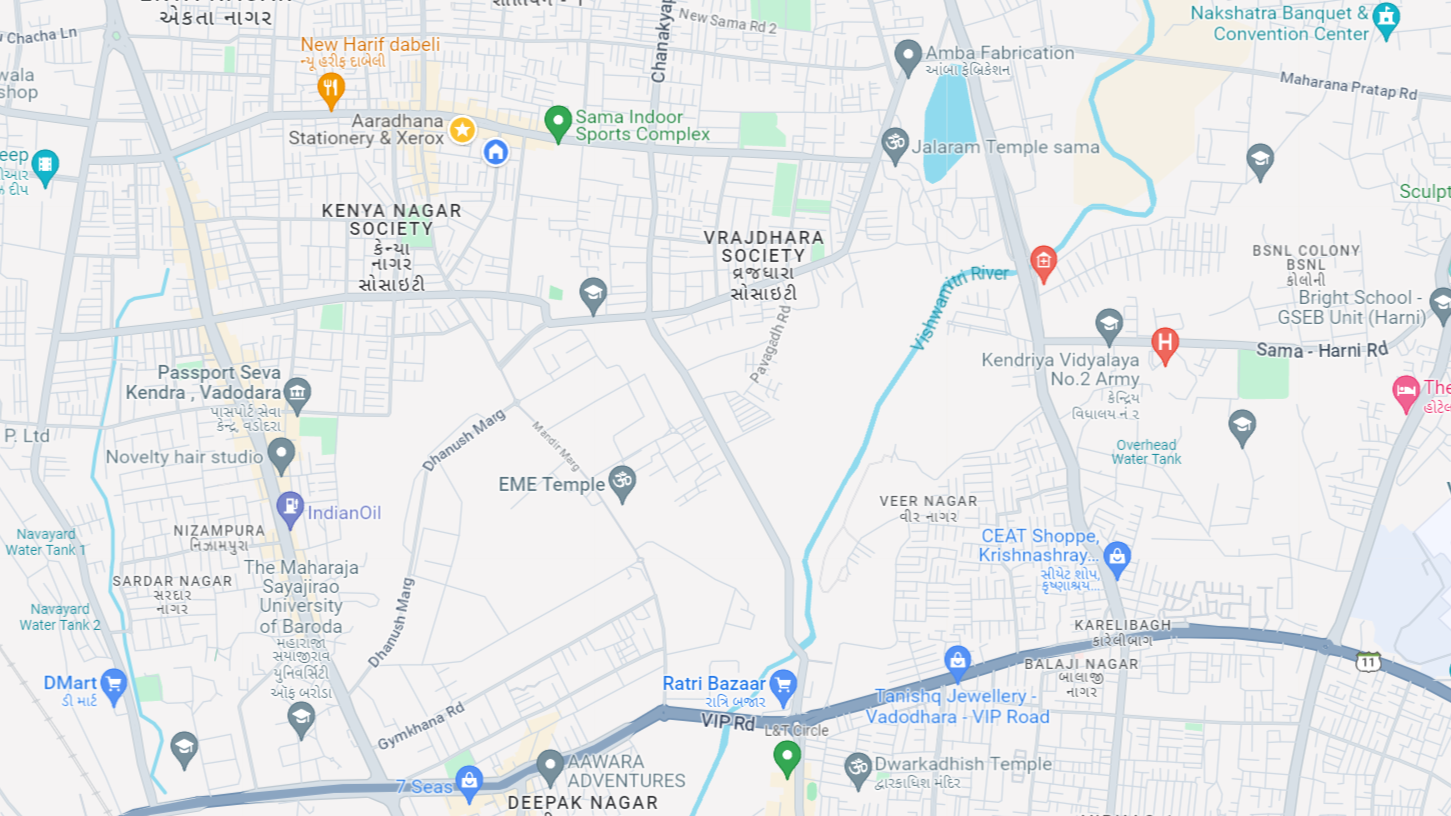 એકતા નાગર
Chacha Ln
New Sama Rd 2
Nakshatra Banquet &
Convention Center
New Harif dabeli
ન્યૂ હરીફ દાબેલી
Amba Fabrication
આંબા ફેબ્રિકેશન
wala
shop
Maharana Pratap Rd
Aaradhana
Stationery & Xerox
Sama Indoor
Sports Complex
Jalaram Temple sama
KENYA NAGAR
SOCIETY
કેન્યા
નાગર
સોસાઇટી
VRAJDHARA
SOCIETY
વ્રજધારા
સોસાઇટી
BSNL COLONY
BSNL
કોલોની
Vishwamitri River
Bright School -
GSEB Unit (Harni)
Pavagadh Rd
Sama - Harni Rd
Kendriya Vidyalaya
No.2 Army
કેન્દ્રિય
વિધાલય નં ૨
Passport Seva
Kendra , Vadodara
પાસપોર્ટ સેવા
કેન્દ્ર, વડોદરા
P. Ltd
Novelty hair studio
Dhanush Marg
Mandir Marg
Overhead
Water Tank
EME Temple
VEER NAGAR
વીર નાગર
IndianOil
NIZAMPURA
નિઝામપુરા
Navayard
Water Tank 1
CEAT Shoppe,
Krishnashray...
સીયેટ શોપ,
કૃષ્ણાશ્રય...
SARDAR NAGAR
સરદાર
નાગર
The Maharaja
Sayajirao
University
of Baroda
મહારાજા
સયાજીરાવ
યુનિવર્સિટી
ઓફ બરોડા
Navayard
Water Tank 2
Dhanush Marg
KARELIBAGH
કારેલીબાગ
BALAJI NAGAR
બાલાજી
નાગર
11
DMart
ડી માર્ટ
Ratri Bazaar
રાત્રિ બજાર
Tanishq Jewellery -
Vadodhara - VIP Road
Gymkhana Rd
VIP Rd
L&T Circle
AAWARA
ADVENTURES
Dwarkadhish Temple
દ્વારકાધિશ મંદિર
7 Seas
DEEPAK NAGAR